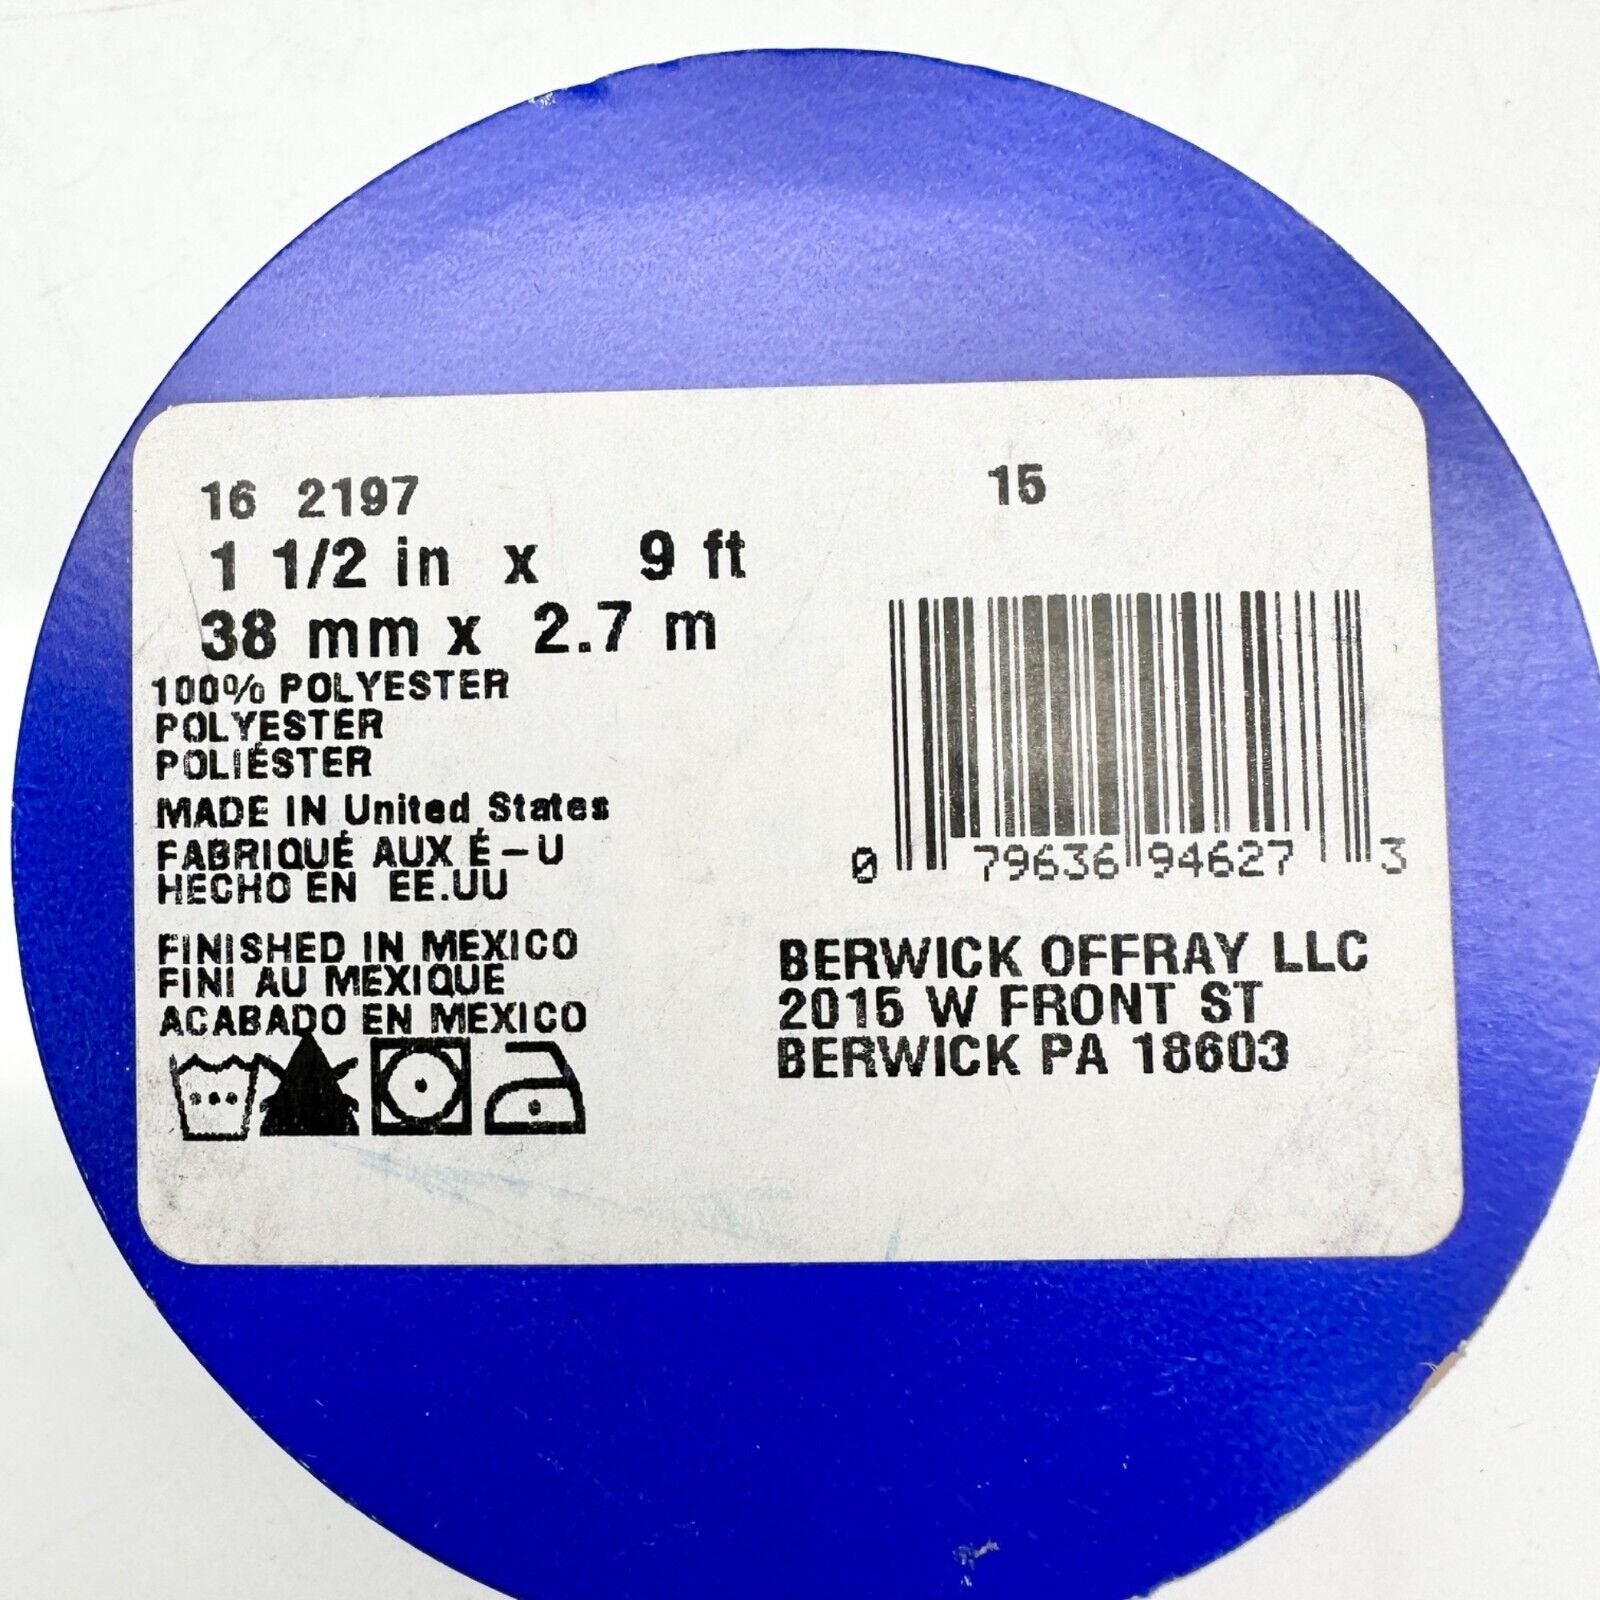 16 2197
15
1 1/2 in x 9 ft
38 mm x 2.7 m
100% POLYESTER
POLYESTER
POLIÉSTER
MADE IN United States
FABRIQUÉ AUX É-U
HECHO EN EE.UU
FINISHED IN MEXICO
FINI AU MEXIQUE
ACABADO EN MEXICO
0 79636 94627 3
BERWICK OFFRAY LLC
2015 W FRONT ST
BERWICK PA 18603